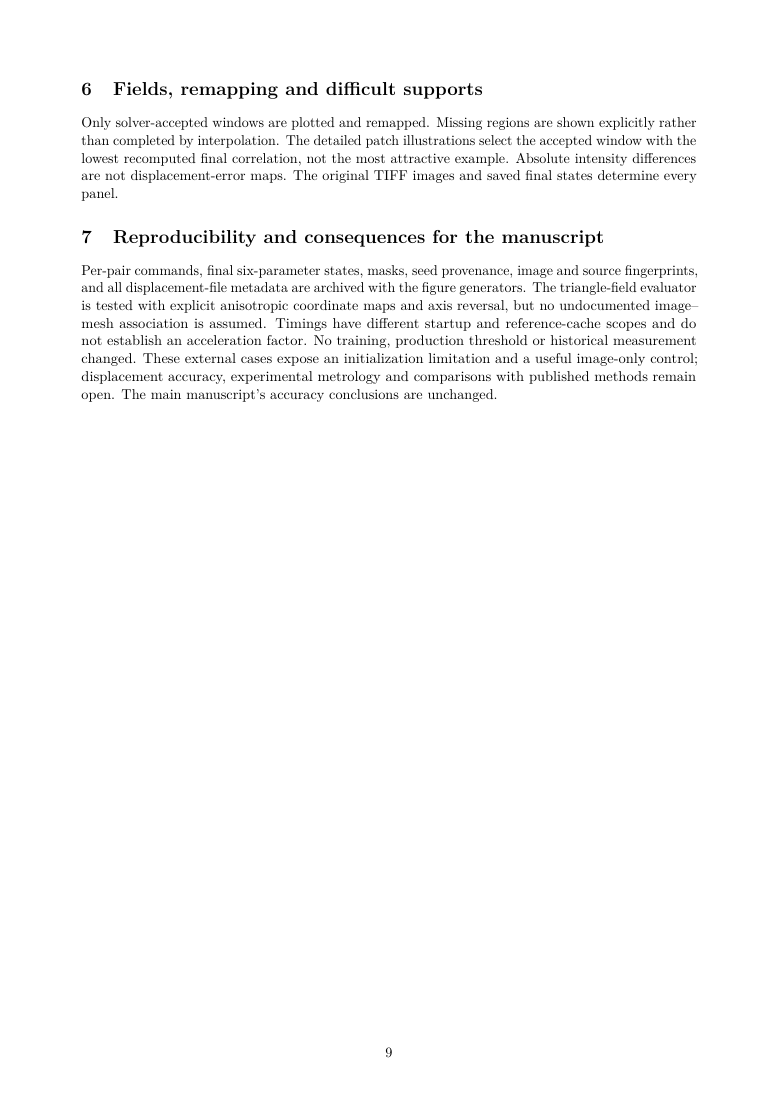 6 Fields, remapping and difficult supports
Only solver-accepted windows are plotted and remapped. Missing regions are shown explicitly rather
than completed by interpolation. The detailed patch illustrations select the accepted window with the
lowest recomputed final correlation, not the most attractive example. Absolute intensity differences
are not displacement-error maps. The original TIFF images and saved final states determine every
panel.
7 Reproducibility and consequences for the manuscript
Per-pair commands, final six-parameter states, masks, seed provenance, image and source fingerprints,
and all displacement-file metadata are archived with the figure generators. The triangle-field evaluator
is tested with explicit anisotropic coordinate maps and axis reversal, but no undocumented image–
mesh association is assumed. Timings have different startup and reference-cache scopes and do
not establish an acceleration factor. No training, production threshold or historical measurement
changed. These external cases expose an initialization limitation and a useful image-only control;
displacement accuracy, experimental metrology and comparisons with published methods remain
open. The main manuscript's accuracy conclusions are unchanged.
9